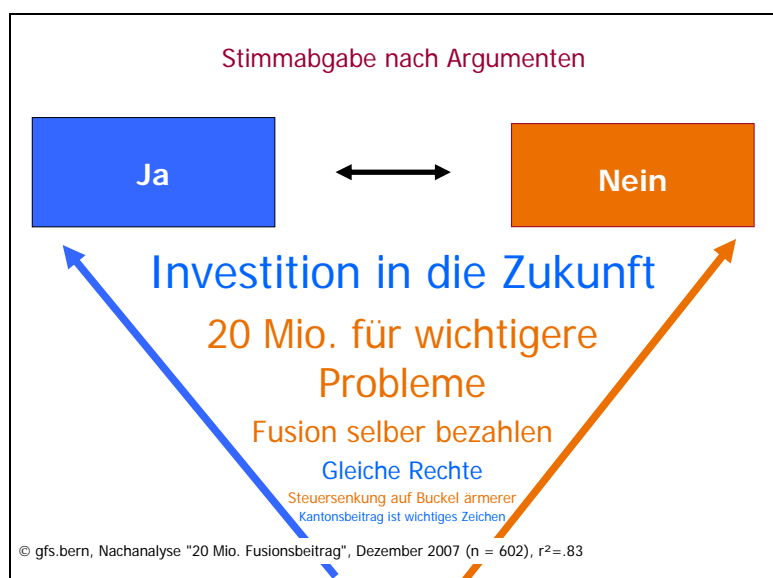 Stimmabgabe nach Argumenten
Ja
Nein
Investition in die Zukunft
20 Mio. für wichtigere
Probleme
Fusion selber bezahlen
Gleiche Rechte
Steuersenkung auf Buckel ärmerer
Kantonsbeitrag ist wichtiges Zeichen
© gfs.bern, Nachanalyse "20 Mio. Fusionsbeitrag", Dezember 2007 (n = 602), r²=.83